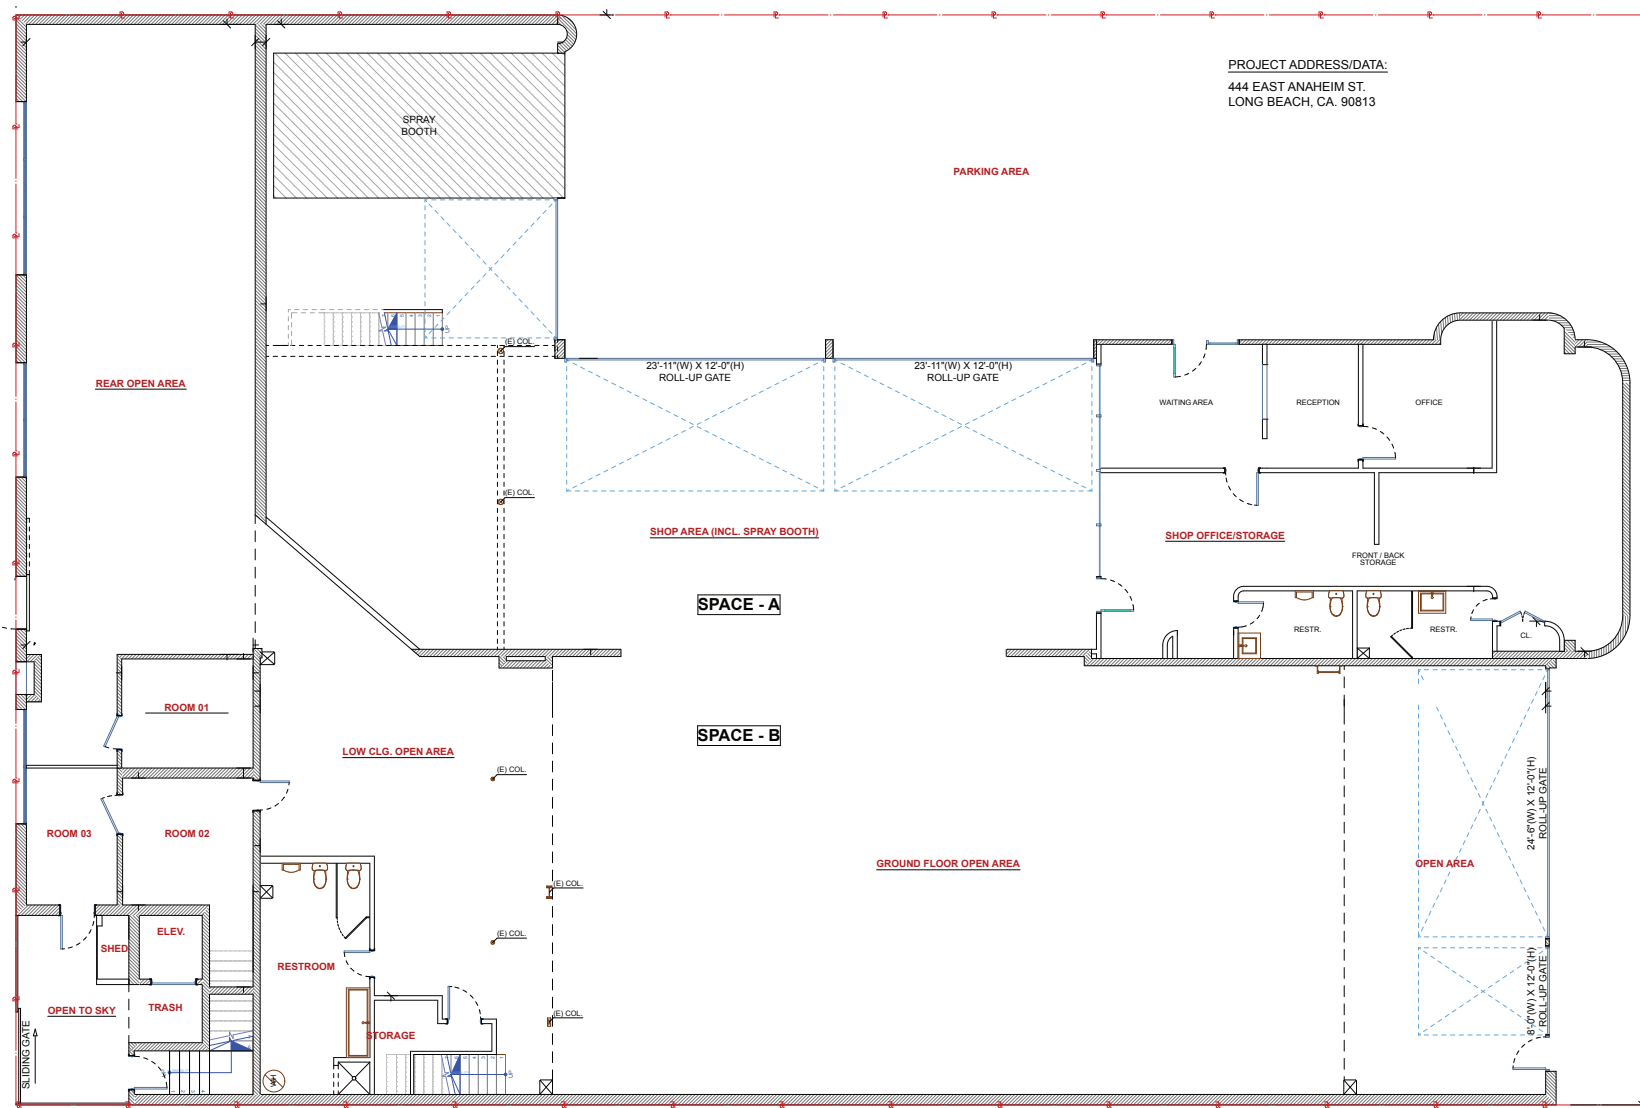 PROJECT ADDRESS/DATA:
444 EAST ANAHEIM ST.
LONG BEACH, CA. 90813
SPRAY
BOOTH
PARKING AREA
UP
(E) COL.
23'-11"(W) X 12'-0"(H)
ROLL-UP GATE
23'-11"(W) X 12'-0"(H)
ROLL-UP GATE
REAR OPEN AREA
WAITING AREA
RECEPTION
OFFICE
(E) COL.
SHOP AREA (INCL. SPRAY BOOTH)
SHOP OFFICE/STORAGE
FRONT / BACK
STORAGE
SPACE - A
RESTR.
RESTR.
CL.
ROOM 01
SPACE - B
LOW CLG. OPEN AREA
(E) COL.
24'-6"(W) X 12'-0"(H)
ROLL-UP GATE
ROOM 03
ROOM 02
GROUND FLOOR OPEN AREA
OPEN AREA
(E) COL.
ELEV.
(E) COL.
SHED
RESTROOM
8'-0"(W) X 12'-0"(H)
ROLL-UP GATE
OPEN TO SKY
TRASH
(E) COL.
STORAGE
SLIDING GATE
UP
UP
WH